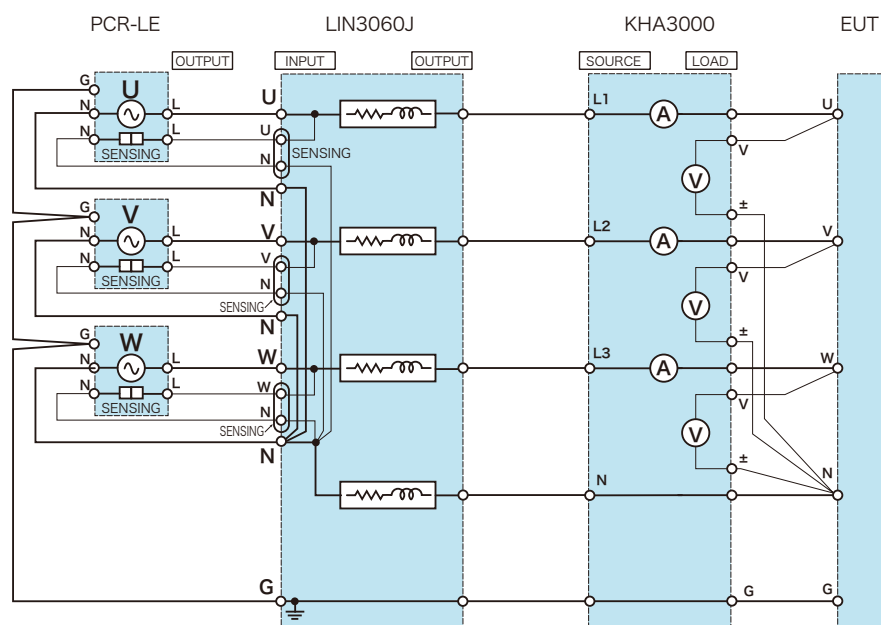 PCR-LE LIN3060J KHA3000 EUT
OUTPUT INPUT OUTPUT SOURCE LOAD
G
U
N L U L1 A U
U
N L V
SENSING N SENSING
V
N ±
G
V
N L V L2 A V
V
N L V
SENSING N
SENSING V
N ±
G
W
N L W L3 A W
W
N L V
SENSING N
SENSING V
N ±
N N
G G G